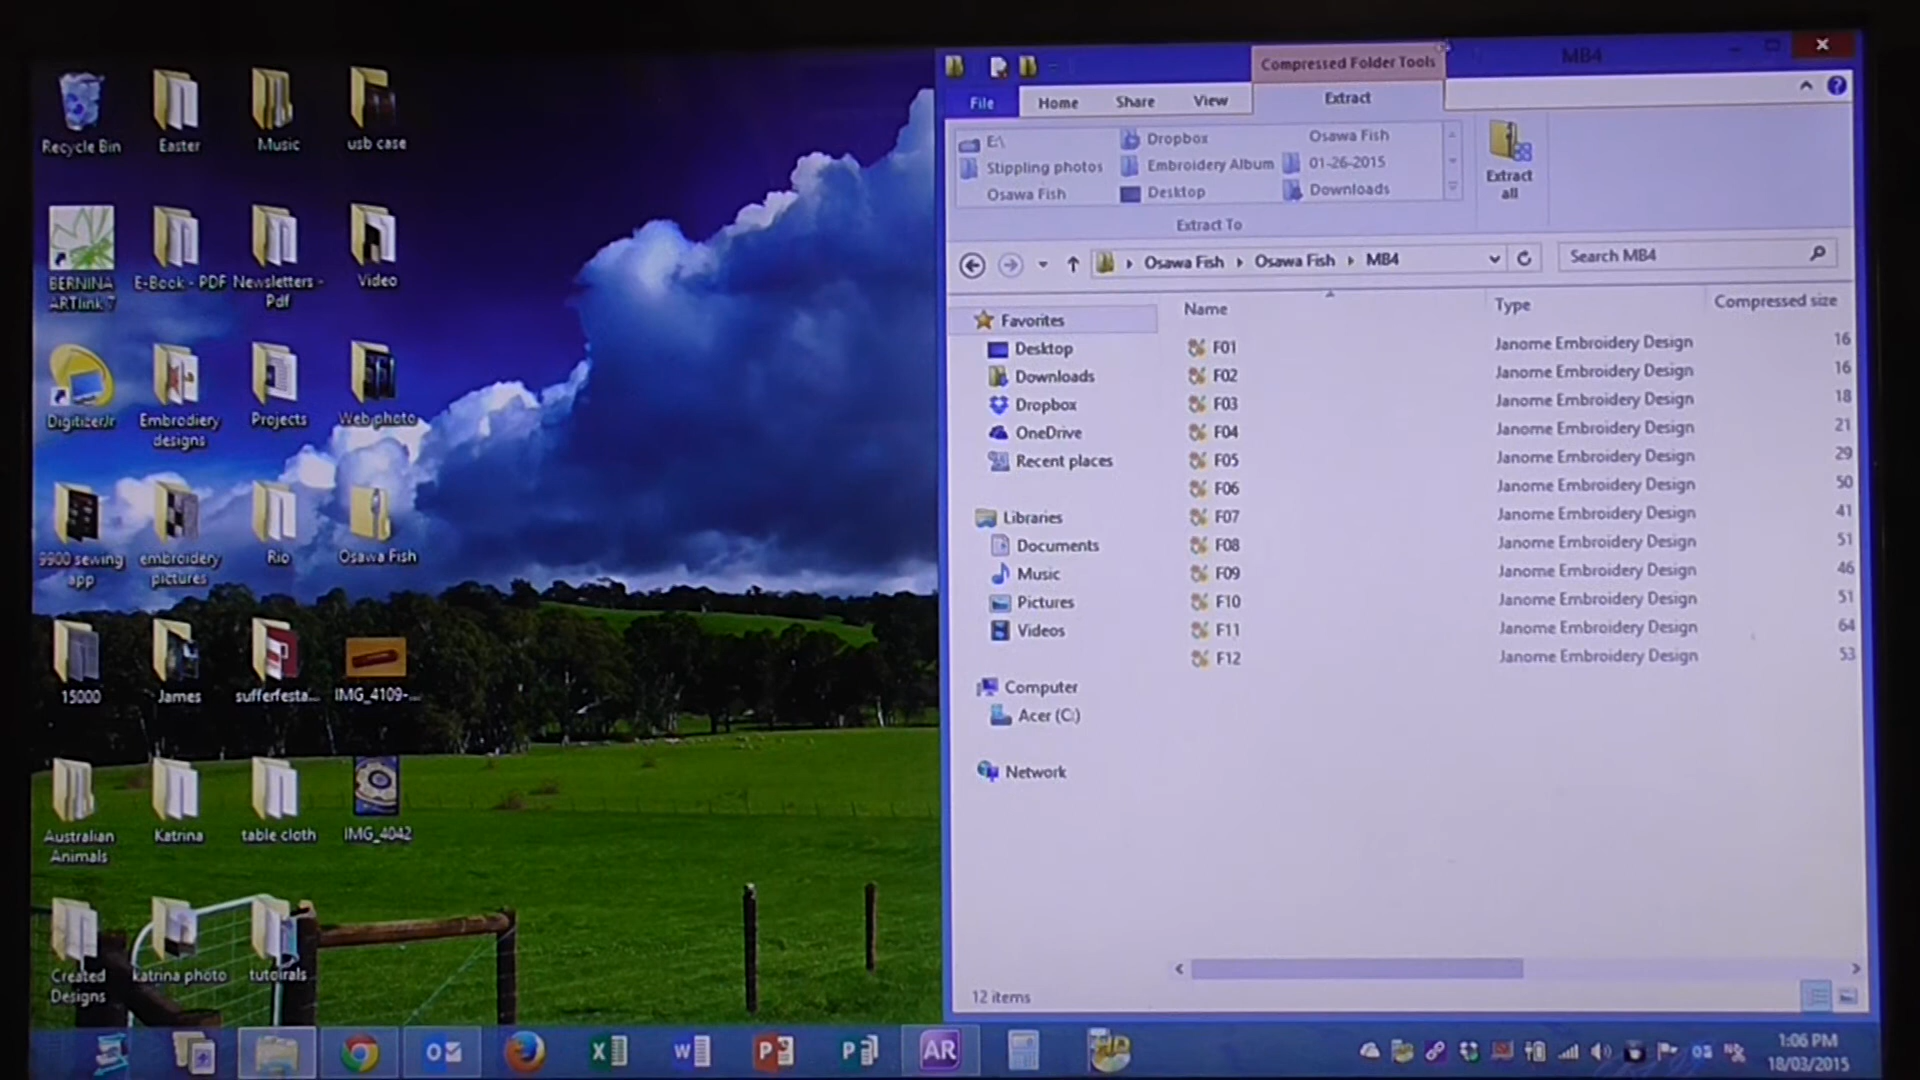 Recycle Bin
Easter
Music
usb case
BERNINA ARTlink 7
E-Book - PDF
Newsletters - Pdf
Video
DigitizerJr
Embrodiery designs
Projects
Web photo
9900 sewing app
embroidery pictures
Rio
Osawa Fish
15000
James
sufferfesta...
IMG_4109-...
Australian Animals
Katrina
table cloth
IMG_4042
Created Designs
katrina photo
tutoirals
Compressed Folder Tools
MB4
File
Home
Share
View
Extract
E:\
Dropbox
Osawa Fish
Stippling photos
Embroidery Album
01-26-2015
Osawa Fish
Desktop
Downloads
Extract To
Extract all
Osawa Fish
Osawa Fish
MB4
Search MB4
Favorites
Desktop
Downloads
Dropbox
OneDrive
Recent places
Libraries
Documents
Music
Pictures
Videos
Computer
Acer (C:)
Network
Name Type Compressed size
F01 Janome Embroidery Design 16
F02 Janome Embroidery Design 16
F03 Janome Embroidery Design 18
F04 Janome Embroidery Design 21
F05 Janome Embroidery Design 29
F06 Janome Embroidery Design 50
F07 Janome Embroidery Design 41
F08 Janome Embroidery Design 51
F09 Janome Embroidery Design 46
F10 Janome Embroidery Design 51
F11 Janome Embroidery Design 64
F12 Janome Embroidery Design 53
12 items
AR
1:06 PM
18/03/2015